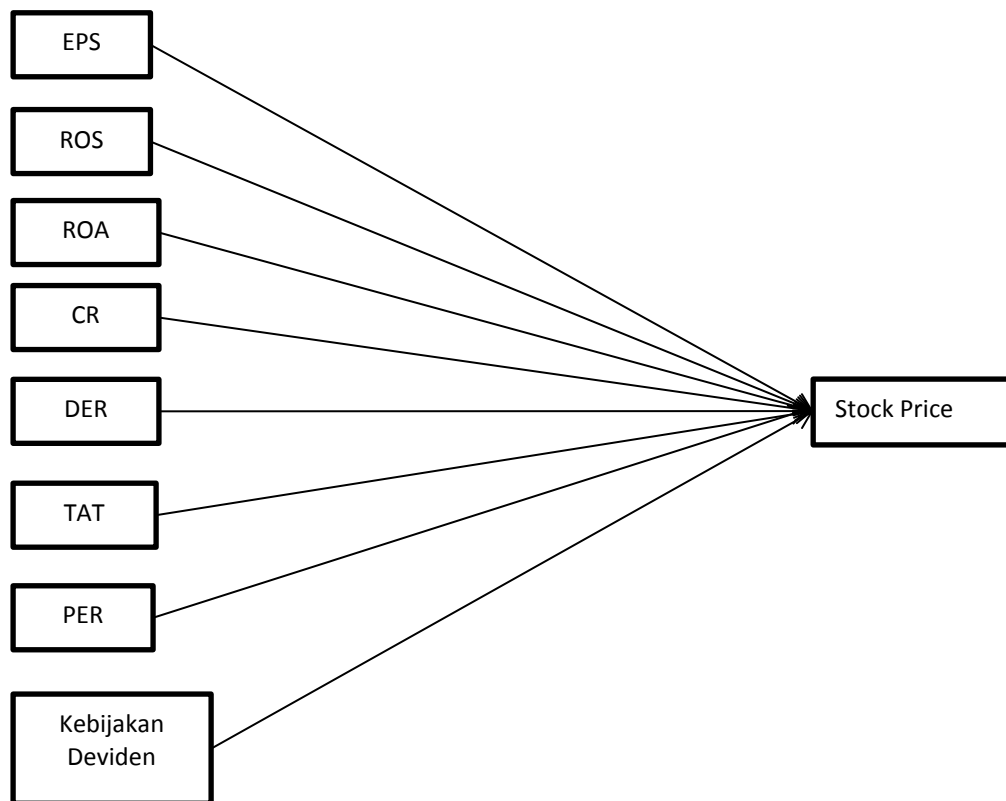 EPS
ROS
ROA
CR
DER
Stock Price
TAT
PER
Kebijakan
Deviden